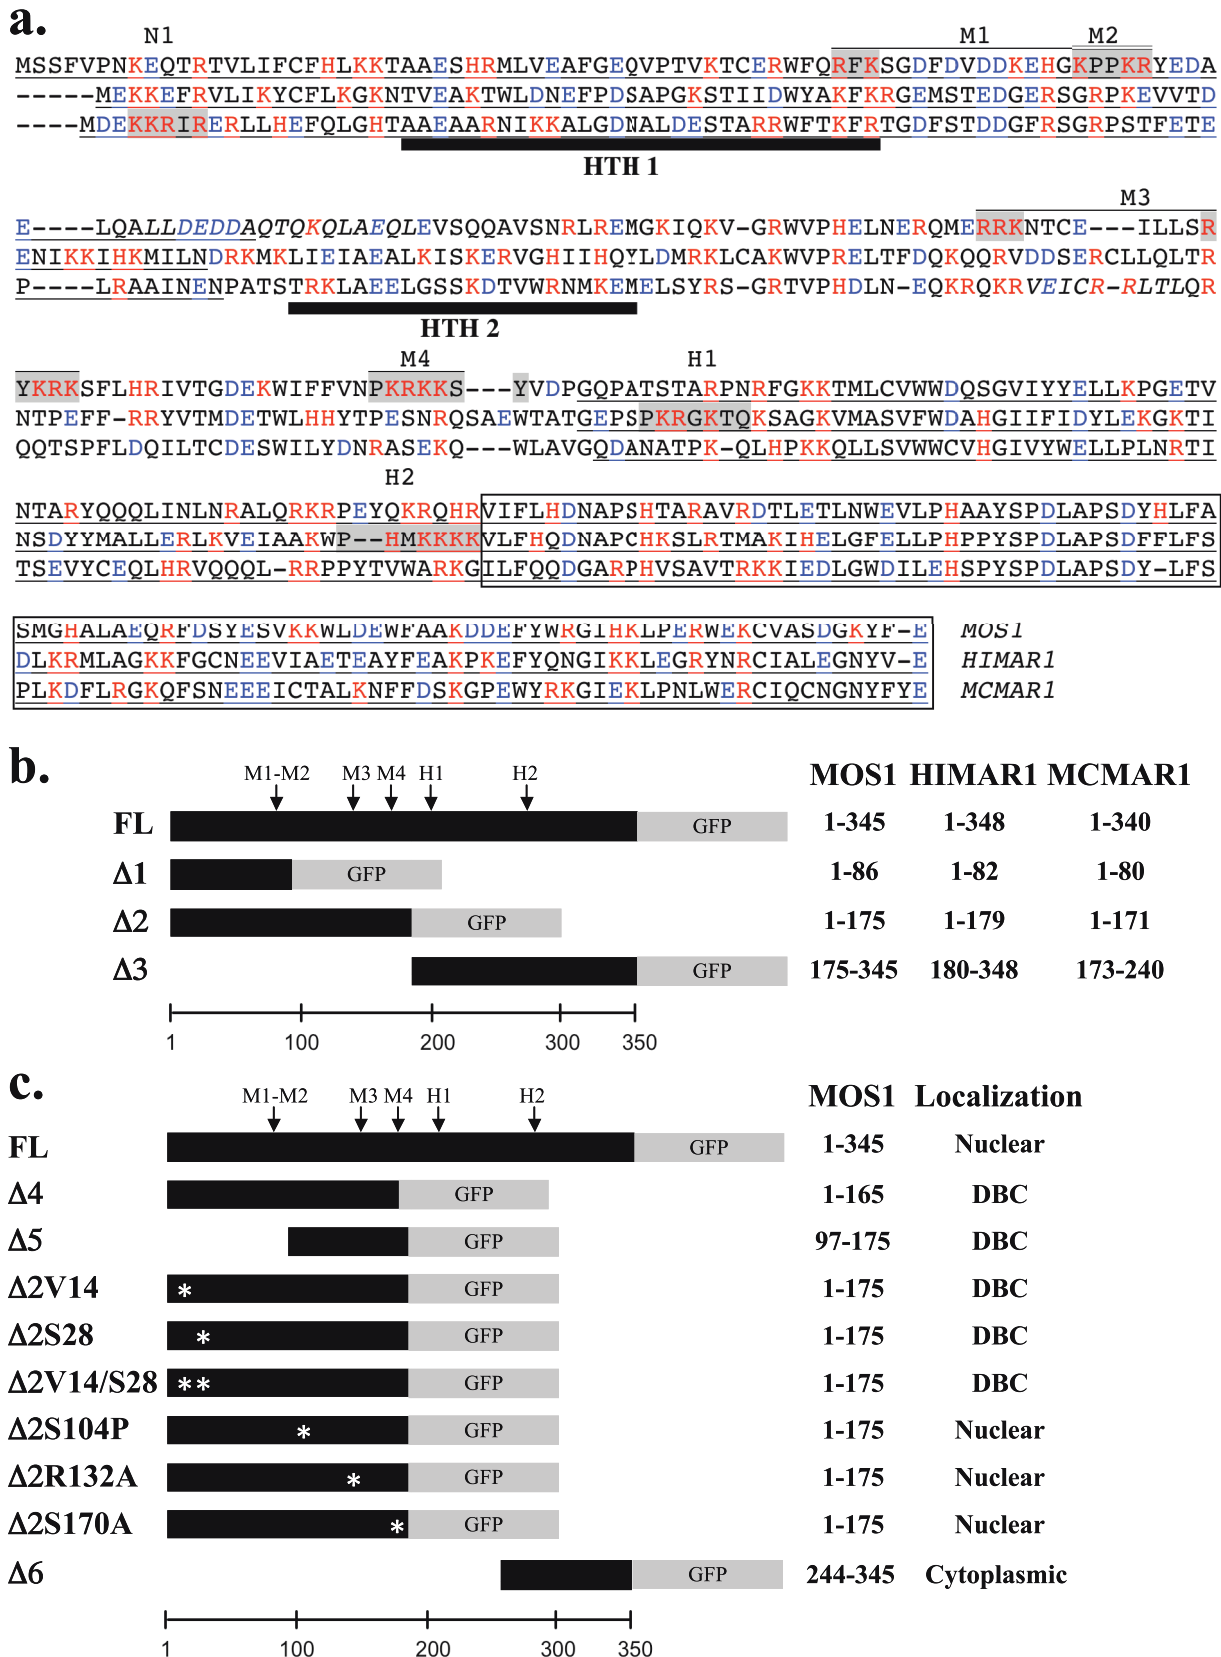 a.
N1 M1 M2
MSSFVPNKEQTRTVLIFCFHLKKTAAESHRMLVEAFGEQVPTVKTCERWFQRFKSGDFDVDDKEHGKPPKRYEDA
-----MEKKEFRVLIKYCFLKGKNTVEAKTWLDNEFPDSAPGKSTIIDWYAKFKRGEMSTEDGERSGRPKEVVTD
----MDEKKRIRERLLHEFQLGHTAAEAARNIKKALGDNALDESTARRWFTKFRTGDFSTDDGFRSGRPSTFETE
HTH 1
M3
E----LQALLDEDDAQTQKQLAEQLEVSQQAVSNRLREMGKIQKV-GRWVPHELNERQMERRKNTCE---ILLSR
ENIKKIHKMILNDRKMKLIEIAEALKISKERVGHIIHQYLDMRKLCAKWVPRELTFDQKQQRVDDSERCLLQLTR
P----LRAAINENPATSTRKLAEELGSSKDTVWRNMKEMELSYRS-GRTVPHDLN-EQKRQKRVEICR-RLTLQR
HTH 2
M4 H1
YKRKSFLHRIVTGDEKWIFFVNPKRKKS---YVDPGQPATSTARPNRFGKKTMLCVWWDQSGVIYYELLKPGETV
NTPEFF-RRYVTMDETWLHHYTPESNRQSAEWTATGEPSPKRGKTQKSAGKVMASVFWDAHGIIFIDYLEKGKTI
QQTSPFLDQILTCDESWILYDNRASEKQ---WLAVGQDANATPK-QLHPKKQLLSVWWCVHGIVYWELLPLNRTI
H2
NTARYQQQLINLNRALQRKRPEYQKRQHRVIFLHDNAPSHTARAVRDTLETLNWEVLPHAAYSPDLAPSDYHLFA
NSDYYMALLERLKVEIAAKWP--HMKKKKVLFHQDNAPCHKSLRTMAKIHELGFELLPHPPYSPDLAPSDFFLFS
TSEVYCEQLHRVQQQL-RRPPYTVWARKGILFQQDGARPHVSAVTRKKIEDLGWDILEHSPYSPDLAPSDY-LFS
SMGHALAEQRFDSYESVKKWLDEWFAAKDDEFYWRGIHKLPERWEKCVASDGKYF-E MOS1
DLKRMLAGKKFGCNEEVIAETEAYFEAKPKEFYQNGIKKLEGRYNRCIALEGNYV-E HIMAR1
PLKDFLRGKQFSNEEEICTALKNFFDSKGPEWYRKGIEKLPNLWERCIQCNGNYFYE MCMAR1
b.
M1-M2 M3 M4 H1 H2 MOS1 HIMAR1 MCMAR1
FL GFP 1-345 1-348 1-340
Δ1 GFP 1-86 1-82 1-80
Δ2 GFP 1-175 1-179 1-171
Δ3 GFP 175-345 180-348 173-240
1 100 200 300 350
c.
M1-M2 M3 M4 H1 H2 MOS1 Localization
FL GFP 1-345 Nuclear
Δ4 GFP 1-165 DBC
Δ5 GFP 97-175 DBC
Δ2V14 * GFP 1-175 DBC
Δ2S28 * GFP 1-175 DBC
Δ2V14/S28 ** GFP 1-175 DBC
Δ2S104P * GFP 1-175 Nuclear
Δ2R132A * GFP 1-175 Nuclear
Δ2S170A * GFP 1-175 Nuclear
Δ6 GFP 244-345 Cytoplasmic
1 100 200 300 350